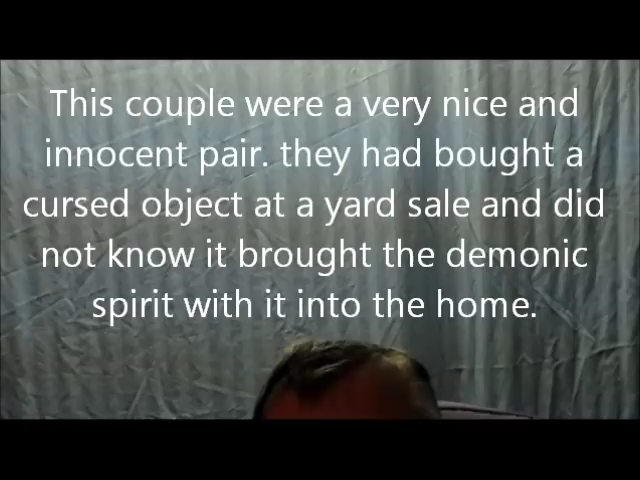 This couple were a very nice and
innocent pair. they had bought a
cursed object at a yard sale and did
not know it brought the demonic
spirit with it into the home.